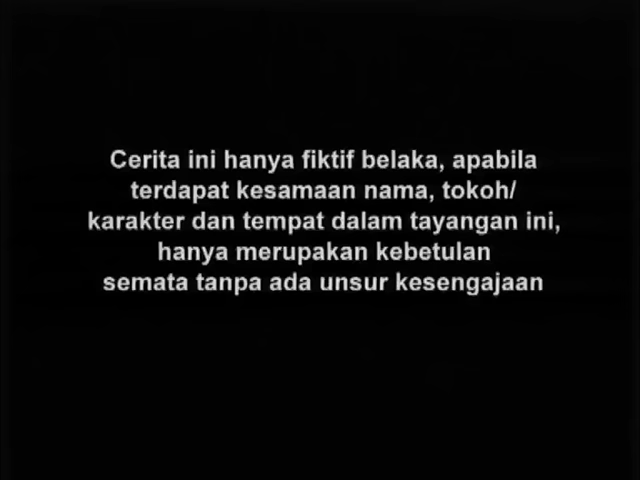 Cerita ini hanya fiktif belaka, apabila
terdapat kesamaan nama, tokoh/
karakter dan tempat dalam tayangan ini,
hanya merupakan kebetulan
semata tanpa ada unsur kesengajaan